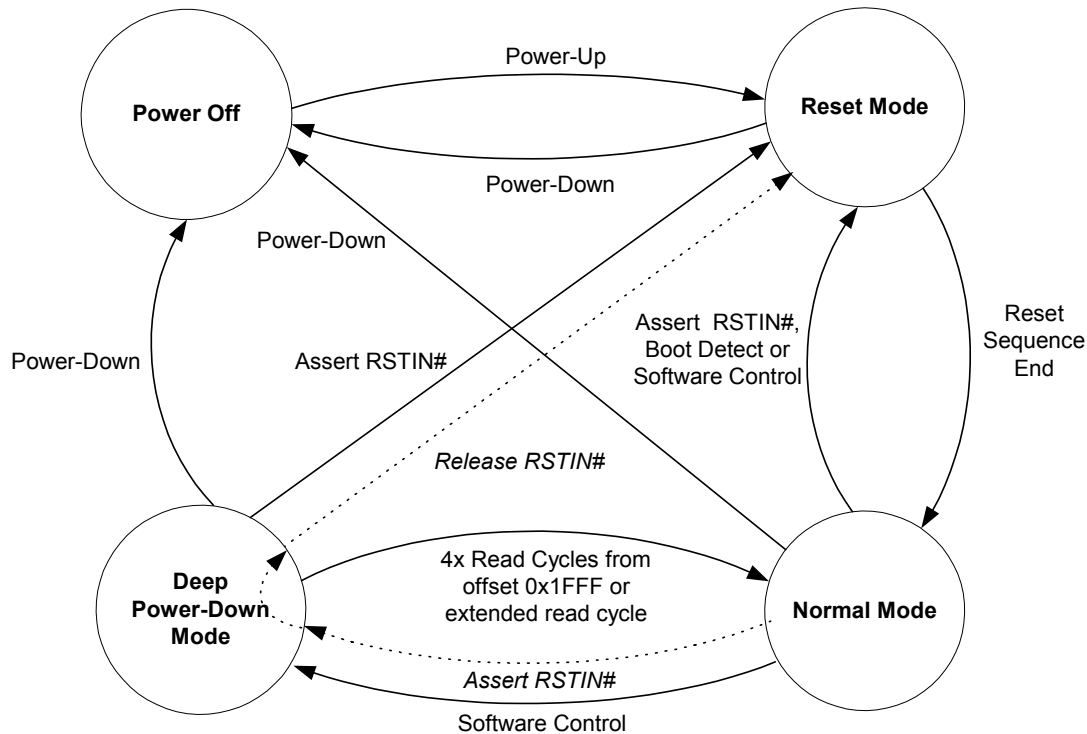 Power-Up
Power Off
Reset Mode
Power-Down
Power-Down
Assert RSTIN#,
Boot Detect or
Software Control
Reset
Sequence
End
Power-Down
Assert RSTIN#
Release RSTIN#
4x Read Cycles from
offset 0x1FFF or
extended read cycle
Deep
Power-Down
Mode
Normal Mode
Assert RSTIN#
Software Control